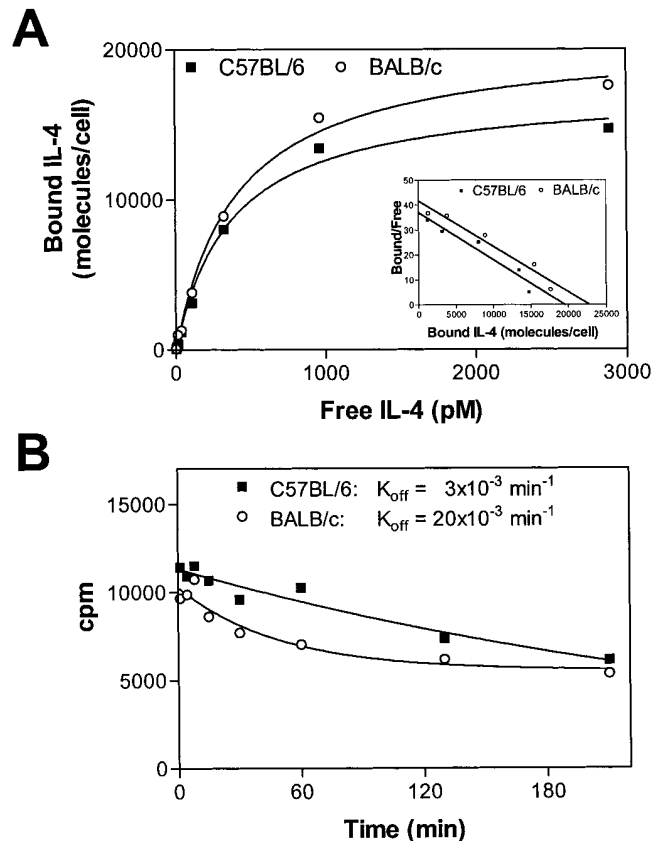 A
20000
10000
0
Bound IL-4
(molecules/cell)
■ C57BL/6 ○ BALB/c
0 1000 2000 3000
Free IL-4 (pM)
50
40
30
20
10
0
Bound/Free
■ C57BL/6 ○ BALB/c
0 5000 10000 15000 20000 25000
Bound IL-4 (molecules/cell)
B
15000
10000
5000
0
cpm
■ C57BL/6: K_off = 3x10⁻³ min⁻¹
○ BALB/c: K_off = 20x10⁻³ min⁻¹
0 60 120 180
Time (min)